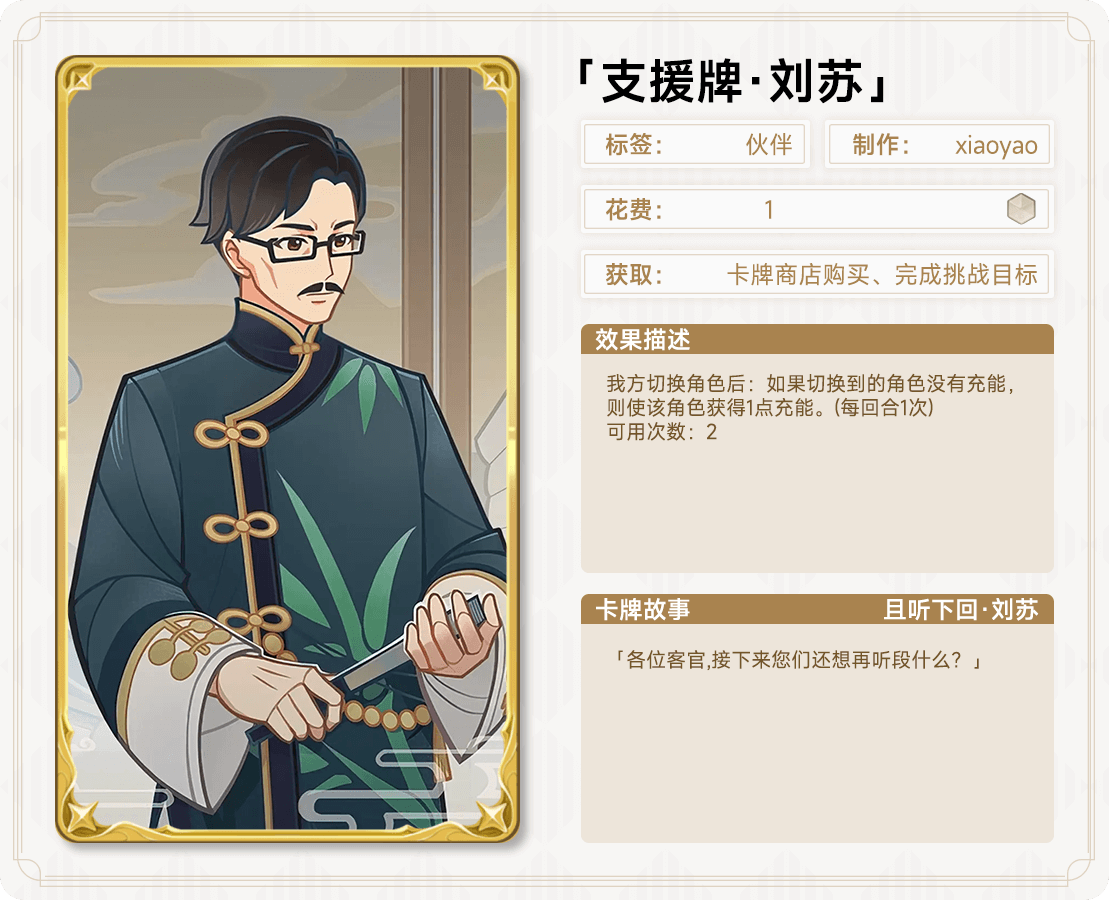 「支援牌·刘苏」
标签： 伙伴 制作： xiaoyao
花费： 1
获取： 卡牌商店购买、完成挑战目标
效果描述
我方切换角色后：如果切换到的角色没有充能，
则使该角色获得1点充能。(每回合1次)
可用次数：2
卡牌故事 且听下回·刘苏
「各位客官,接下来您们还想再听段什么？」